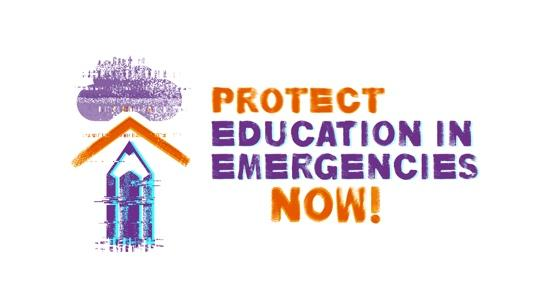 PROTECT
EDUCATION IN
EMERGENCIES
NOW!